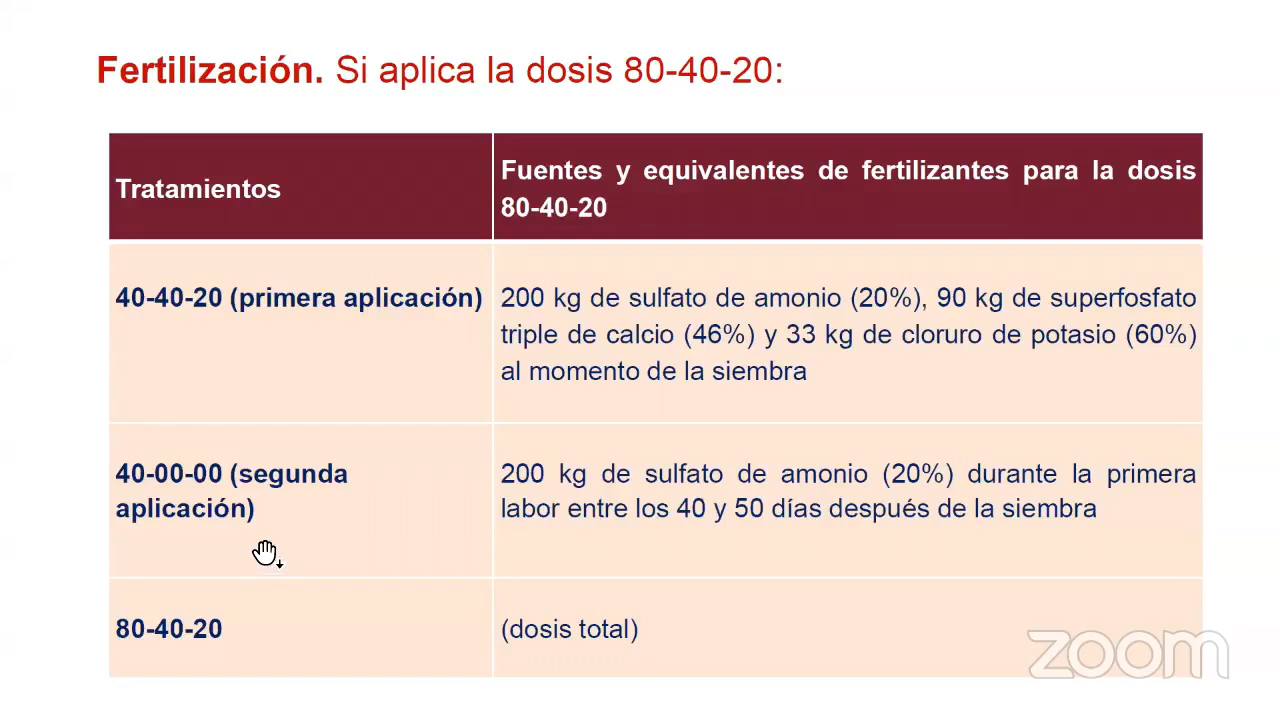 Fertilización. Si aplica la dosis 80-40-20:
Tratamientos
Fuentes y equivalentes de fertilizantes para la dosis
80-40-20
40-40-20 (primera aplicación)
200 kg de sulfato de amonio (20%), 90 kg de superfosfato
triple de calcio (46%) y 33 kg de cloruro de potasio (60%)
al momento de la siembra
40-00-00 (segunda
aplicación)
200 kg de sulfato de amonio (20%) durante la primera
labor entre los 40 y 50 días después de la siembra
80-40-20
(dosis total)
zoom